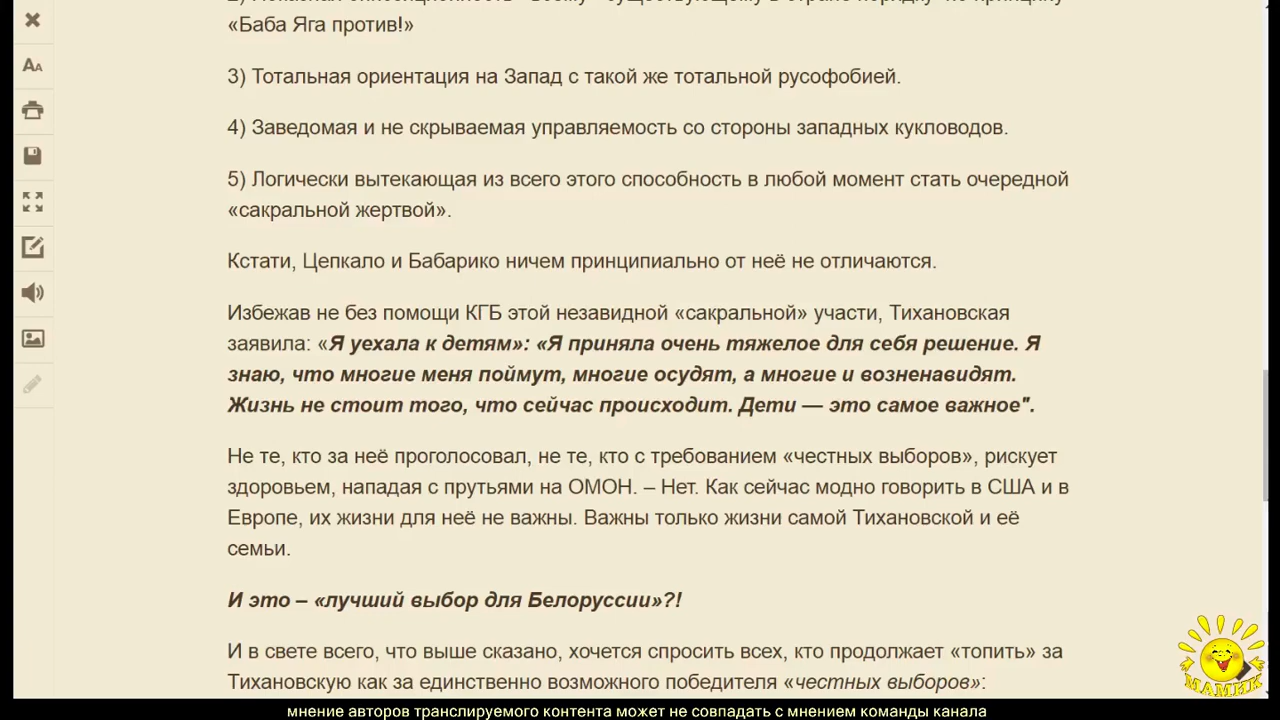 «Баба Яга против!»
3) Тотальная ориентация на Запад с такой же тотальной русофобией.
4) Заведомая и не скрываемая управляемость со стороны западных кукловодов.
5) Логически вытекающая из всего этого способность в любой момент стать очередной
«сакральной жертвой».
Кстати, Цепкало и Бабарико ничем принципиально от неё не отличаются.
Избежав не без помощи КГБ этой незавидной «сакральной» участи, Тихановская
заявила: «Я уехала к детям»: «Я приняла очень тяжелое для себя решение. Я
знаю, что многие меня поймут, многие осудят, а многие и возненавидят.
Жизнь не стоит того, что сейчас происходит. Дети — это самое важное".
Не те, кто за неё проголосовал, не те, кто с требованием «честных выборов», рискует
здоровьем, нападая с прутьями на ОМОН. – Нет. Как сейчас модно говорить в США и в
Европе, их жизни для неё не важны. Важны только жизни самой Тихановской и её
семьи.
И это – «лучший выбор для Белоруссии»?!
И в свете всего, что выше сказано, хочется спросить всех, кто продолжает «топить» за
Тихановскую как за единственно возможного победителя «честных выборов»:
МАМИК
мнение авторов транслируемого контента может не совпадать с мнением команды канала